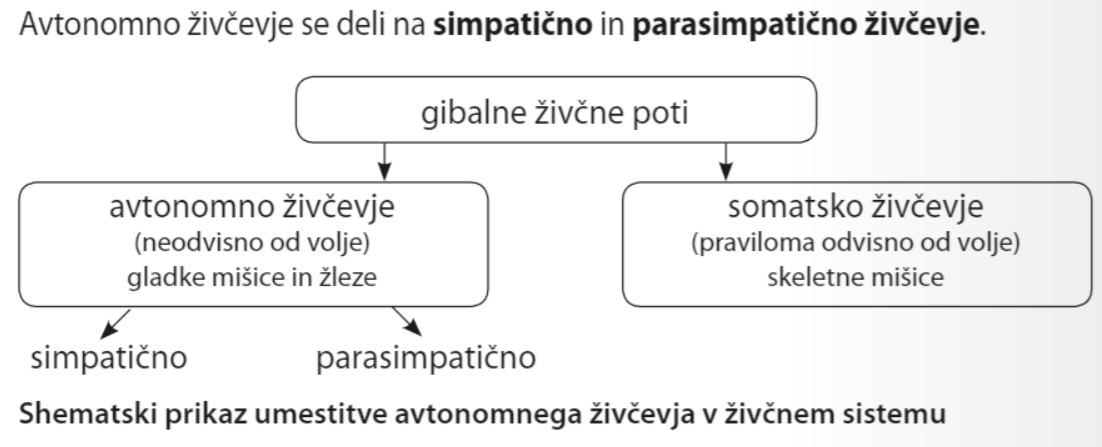 Avtonomno živčevje se deli na simpatično in parasimpatično živčevje.
gibalne živčne poti
avtonomno živčevje
(neodvisno od volje)
gladke mišice in žleze
somatsko živčevje
(praviloma odvisno od volje)
skeletne mišice
simpatično
parasimpatično
Shematski prikaz umestitve avtonomnega živčevja v živčnem sistemu